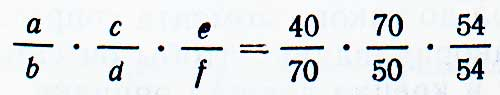 a/b · c/d · e/f = 40/70 · 70/50 · 54/54